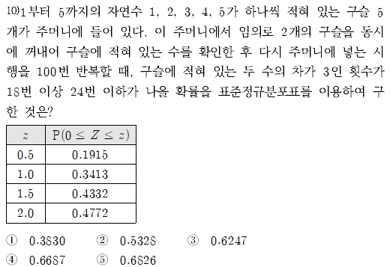 10)1부터 5까지의 자연수 1, 2, 3, 4, 5가 하나씩 적혀 있는 구슬 5
개가 주머니에 들어 있다. 이 주머니에서 임의로 2개의 구슬을 동시
에 꺼내어 구슬에 적혀 있는 수를 확인한 후 다시 주머니에 넣는 시
행을 100번 반복할 때, 구슬에 적혀 있는 두 수의 차가 3인 횟수가
18번 이상 24번 이하가 나올 확률을 표준정규분포표를 이용하여 구
한 것은?
z P(0 ≤ Z ≤ z)
0.5 0.1915
1.0 0.3413
1.5 0.4332
2.0 0.4772
① 0.3830 ② 0.5328 ③ 0.6247
④ 0.6687 ⑤ 0.6826